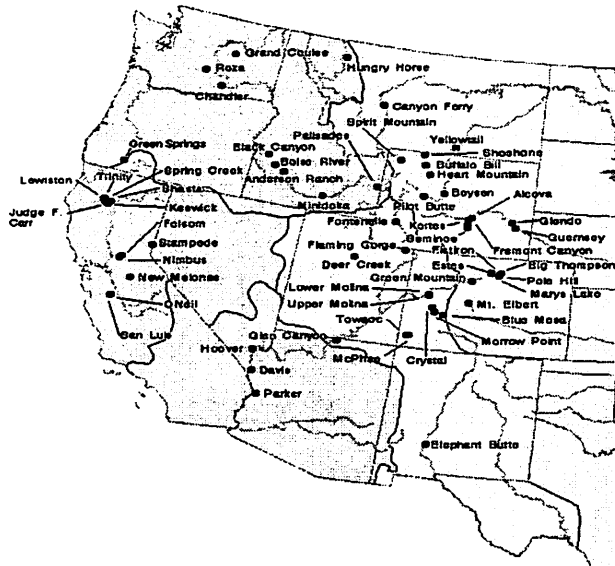 Grand Coulee
Roza
Chandler
Hungry Horse
Canyon Ferry
Spirit Mountain
Palisades
Yellowtail
Shoshone
Buffalo Bill
Heart Mountain
Boysen
Pilot Butte
Green Springs
Black Canyon
Boise River
Anderson Ranch
Minidoka
Lewiston
Trinity
Spring Creek
Shasta
Keswick
Judge F. Carr
Folsom
Stampede
Nimbus
New Melones
O'Neil
San Luis
Fontenelle
Kortes
Seminoe
Alcova
Fremont Canyon
Glendo
Guernsey
Flaming Gorge
Deer Creek
Flatiron
Estes
Green Mountain
Big Thompson
Pole Hill
Marys Lake
Lower Molina
Upper Molina
Mt. Elbert
Blue Mesa
Morrow Point
Crystal
Towaoc
McPhee
Glen Canyon
Hoover
Davis
Parker
Elephant Butte